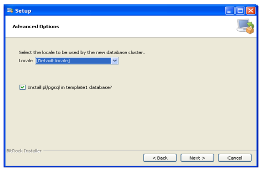 Setup
Advanced Options
Select the locale to be used by the new database cluster.
Locale [Default locale]
Install pl/pgsql in template1 database?
BitRock Installer
< Back
Next >
Cancel